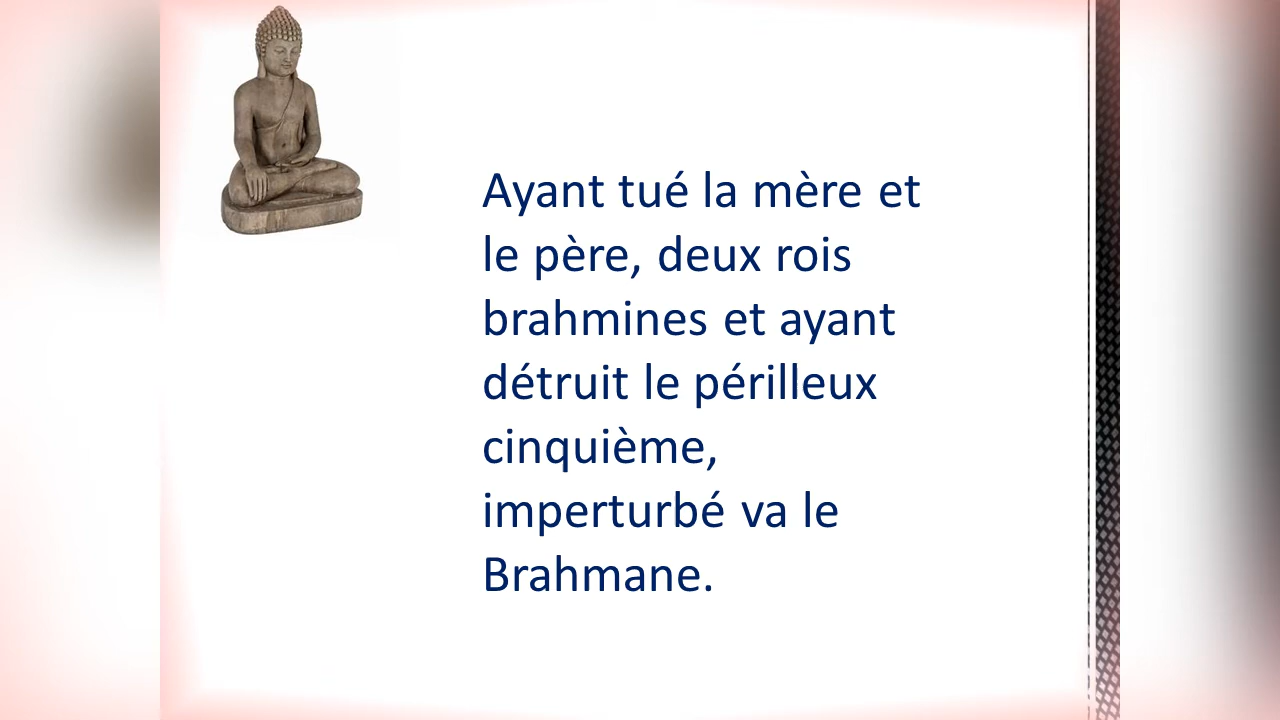 Ayant tué la mère et
le père, deux rois
brahmines et ayant
détruit le périlleux
cinquième,
imperturbé va le
Brahmane.